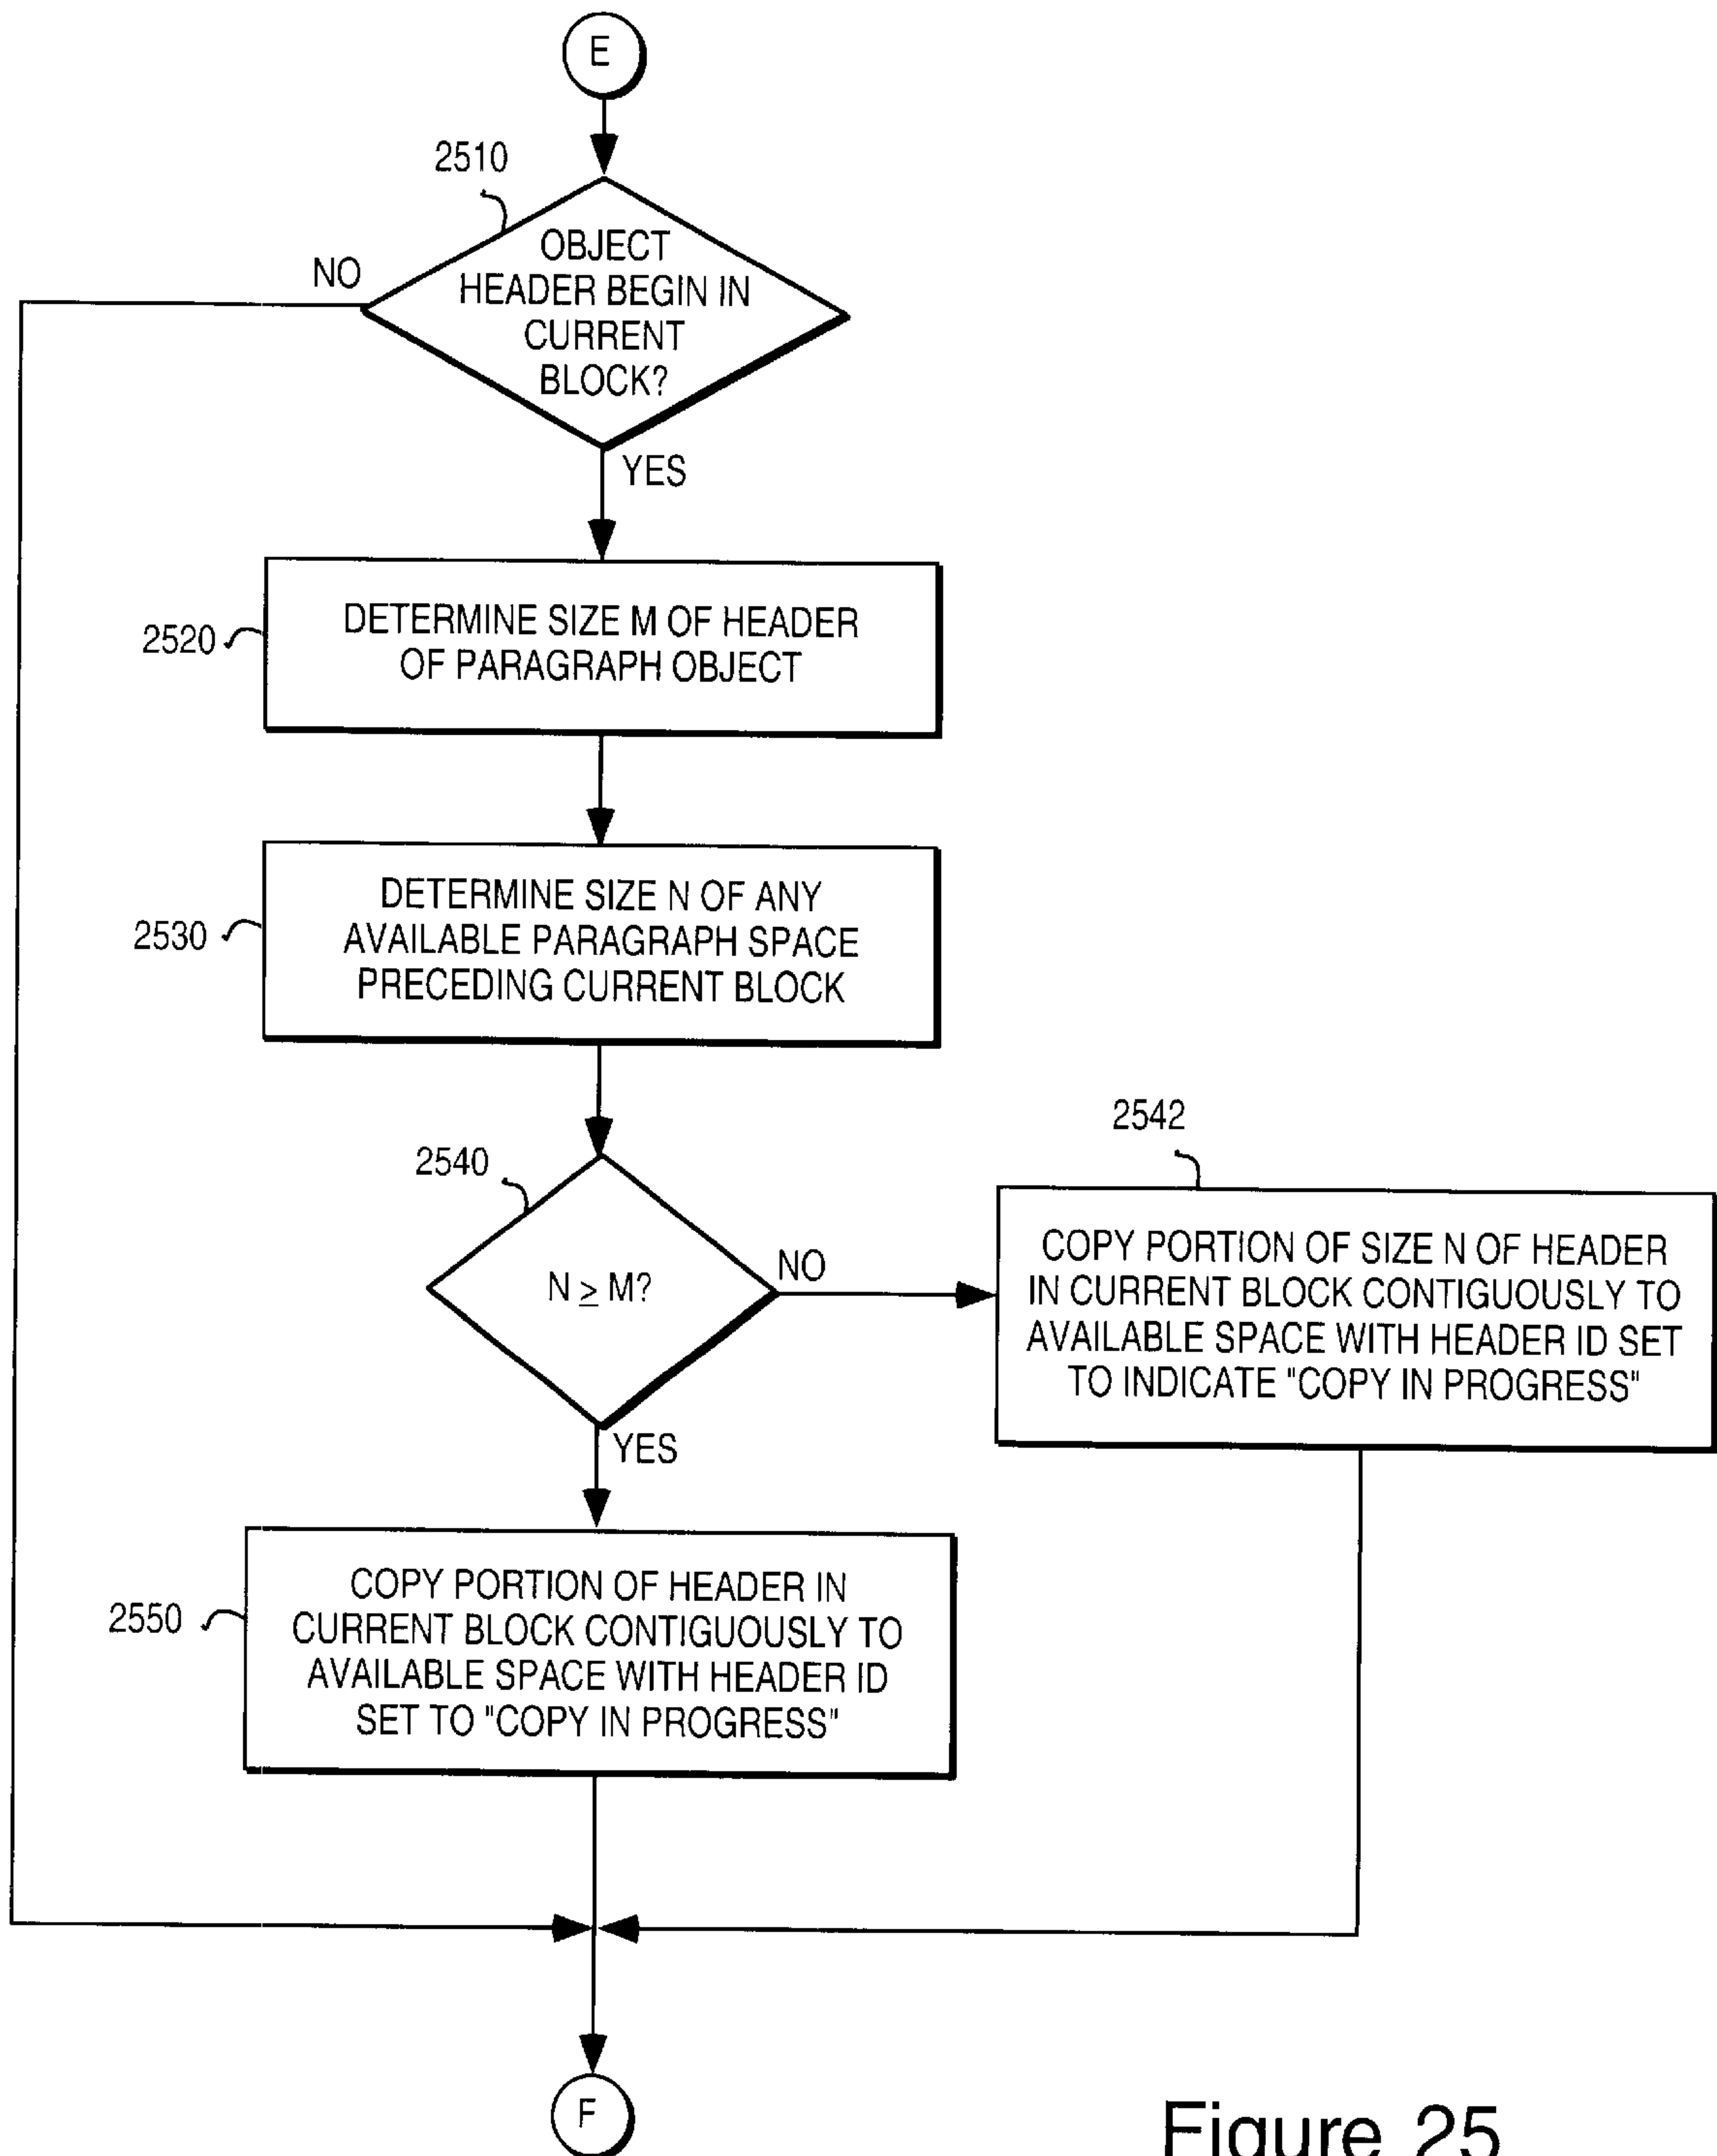 E
2510
OBJECT
HEADER BEGIN IN
CURRENT
BLOCK?
NO
YES
2520
DETERMINE SIZE M OF HEADER
OF PARAGRAPH OBJECT
2530
DETERMINE SIZE N OF ANY
AVAILABLE PARAGRAPH SPACE
PRECEDING CURRENT BLOCK
2540
N ≥ M?
NO
YES
2542
COPY PORTION OF SIZE N OF HEADER
IN CURRENT BLOCK CONTIGUOUSLY TO
AVAILABLE SPACE WITH HEADER ID SET
TO INDICATE "COPY IN PROGRESS"
2550
COPY PORTION OF HEADER IN
CURRENT BLOCK CONTIGUOUSLY TO
AVAILABLE SPACE WITH HEADER ID
SET TO "COPY IN PROGRESS"
F
Figure 25